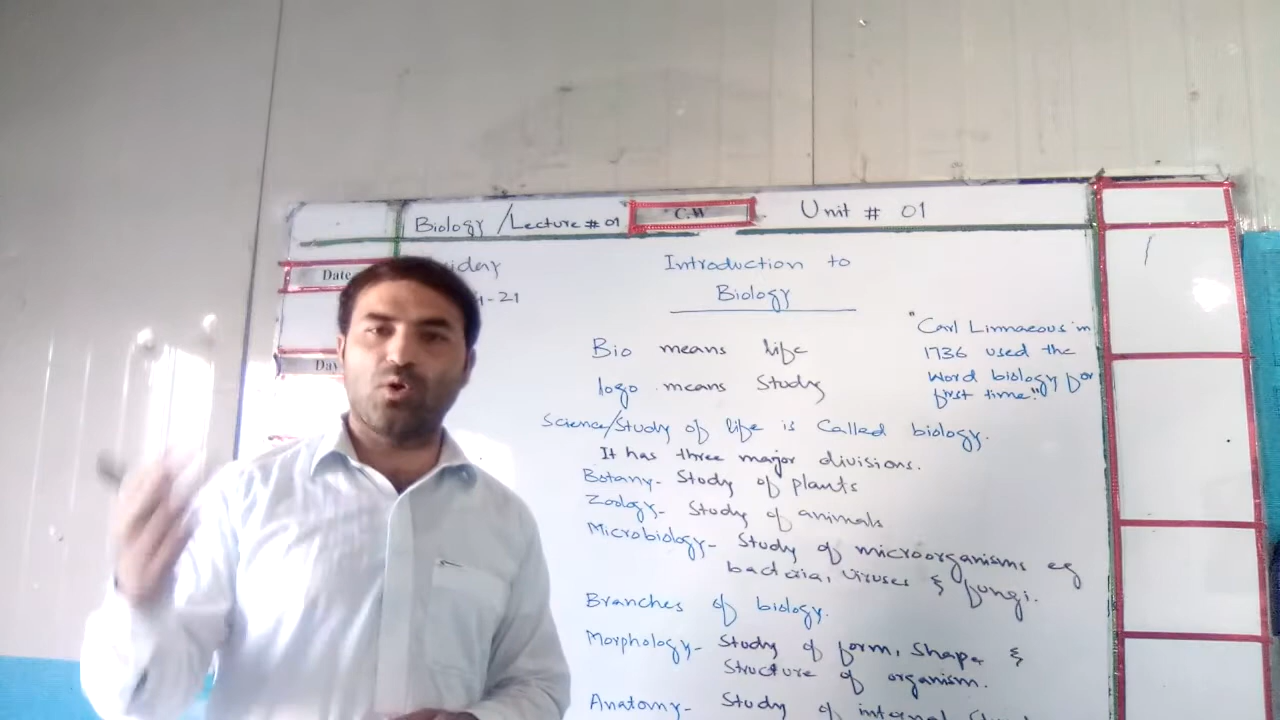 Biology/Lecture # 01
C.W
Unit # 01
Date
-21
Day
Introduction to
Biology
Bio means life
logo means Study
"Carl Linnaeous in
1736 used the
Word biology for
first time."
Science/Study of life is Called biology.
It has three major divisions.
Botany- Study of plants
Zoology- Study of animals
Microbiology- Study of microorganisms eg
bacteria, viruses & fungi.
Branches of biology.
Morphology- Study of form, Shape &
Structure of organism.
Anatomy- Study of internal